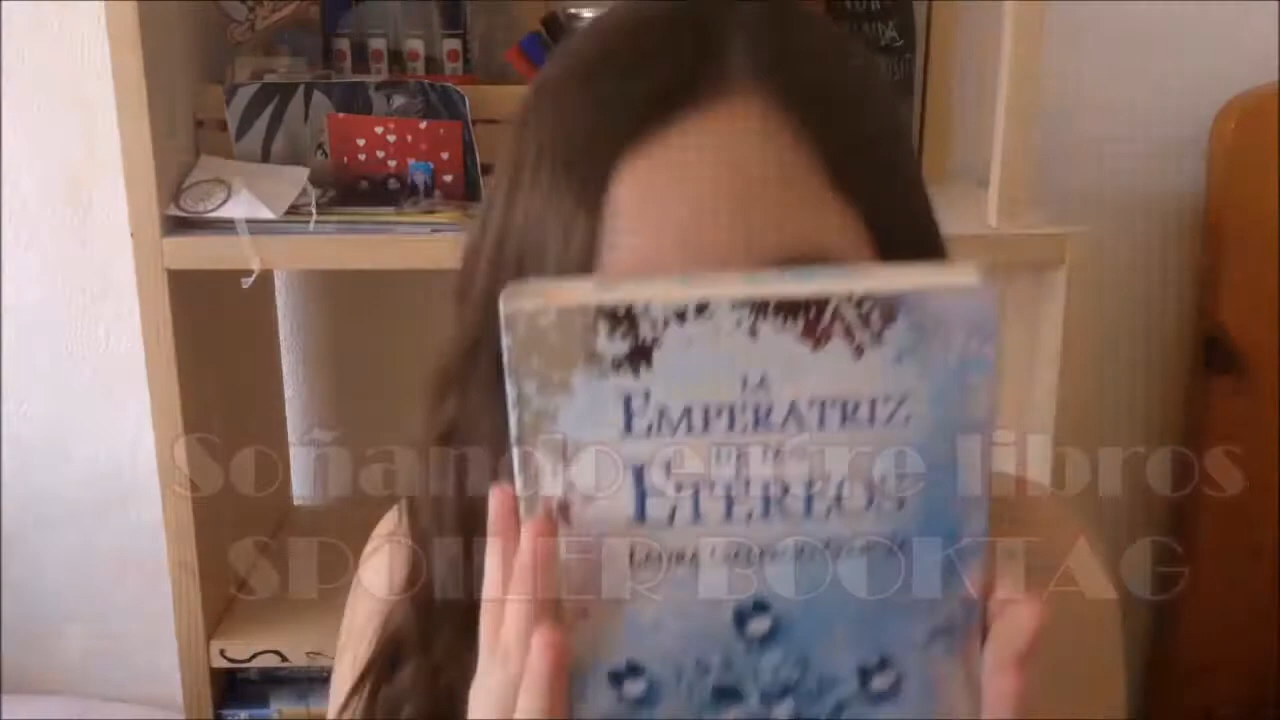 LA
EMPERATRIZ
ETÉREOS
Soñando entre libros
SPOILER BOOKTAG